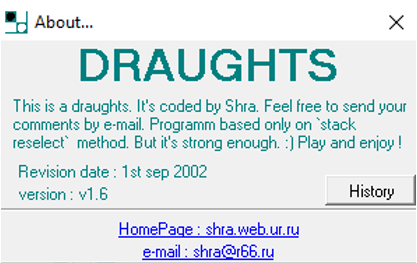 About...
DRAUGHTS
This is a draughts. It's coded by Shra. Feel free to send your
comments by e-mail. Programm based only on `stack
reselect` method. But it's strong enough. :) Play and enjoy !
Revision date : 1st sep 2002
version : v1.6
History
HomePage : shra.web.ur.ru
e-mail : shra@r66.ru